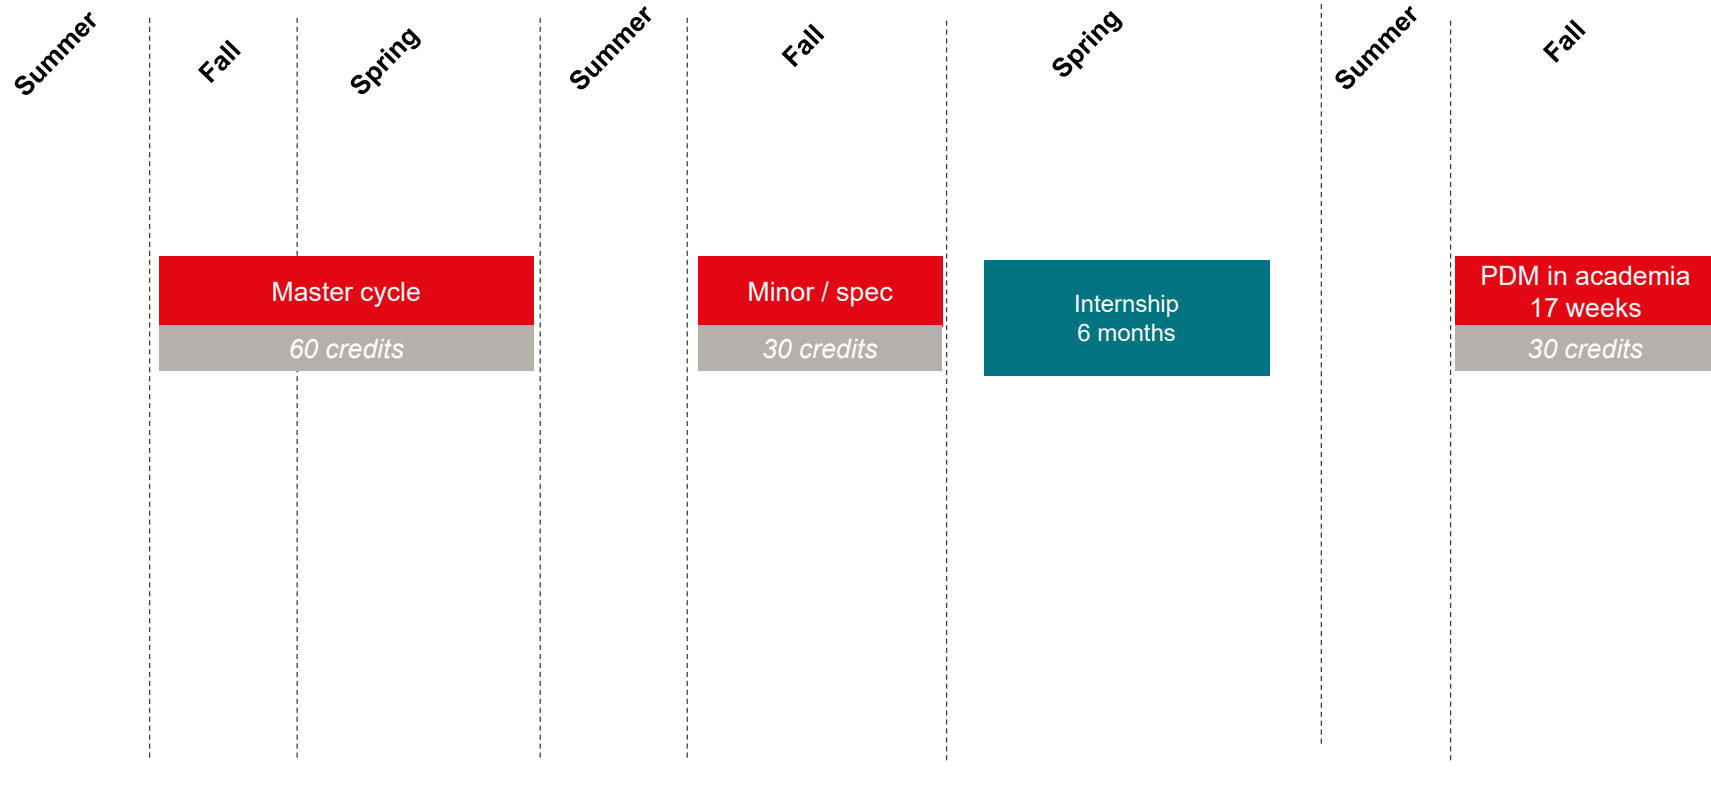 Summer
Fall
Spring
Summer
Fall
Spring
Summer
Fall
Master cycle
60 credits
Minor / spec
30 credits
Internship
6 months
PDM in academia
17 weeks
30 credits